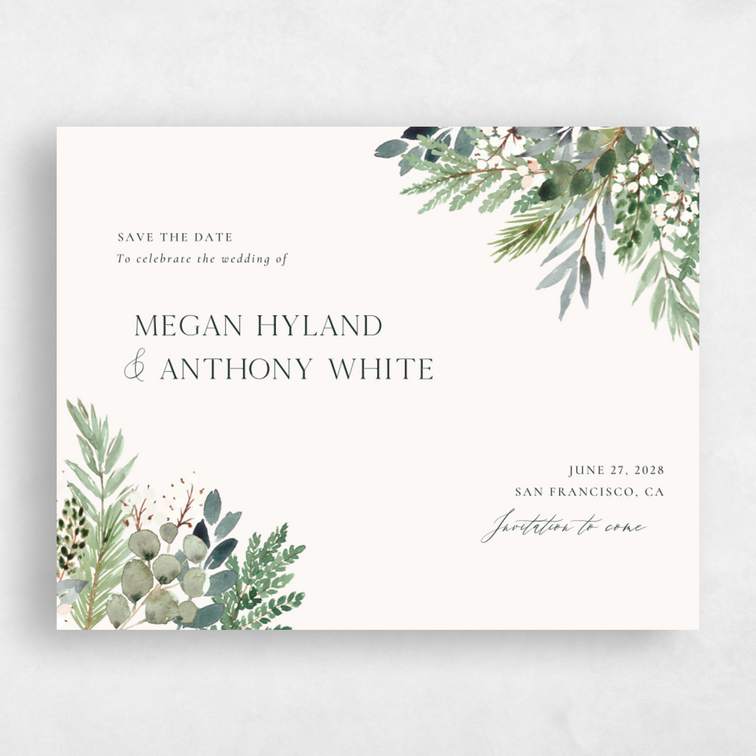 SAVE THE DATE
To celebrate the wedding of
MEGAN HYLAND
& ANTHONY WHITE
JUNE 27, 2028
SAN FRANCISCO, CA
Invitation to come